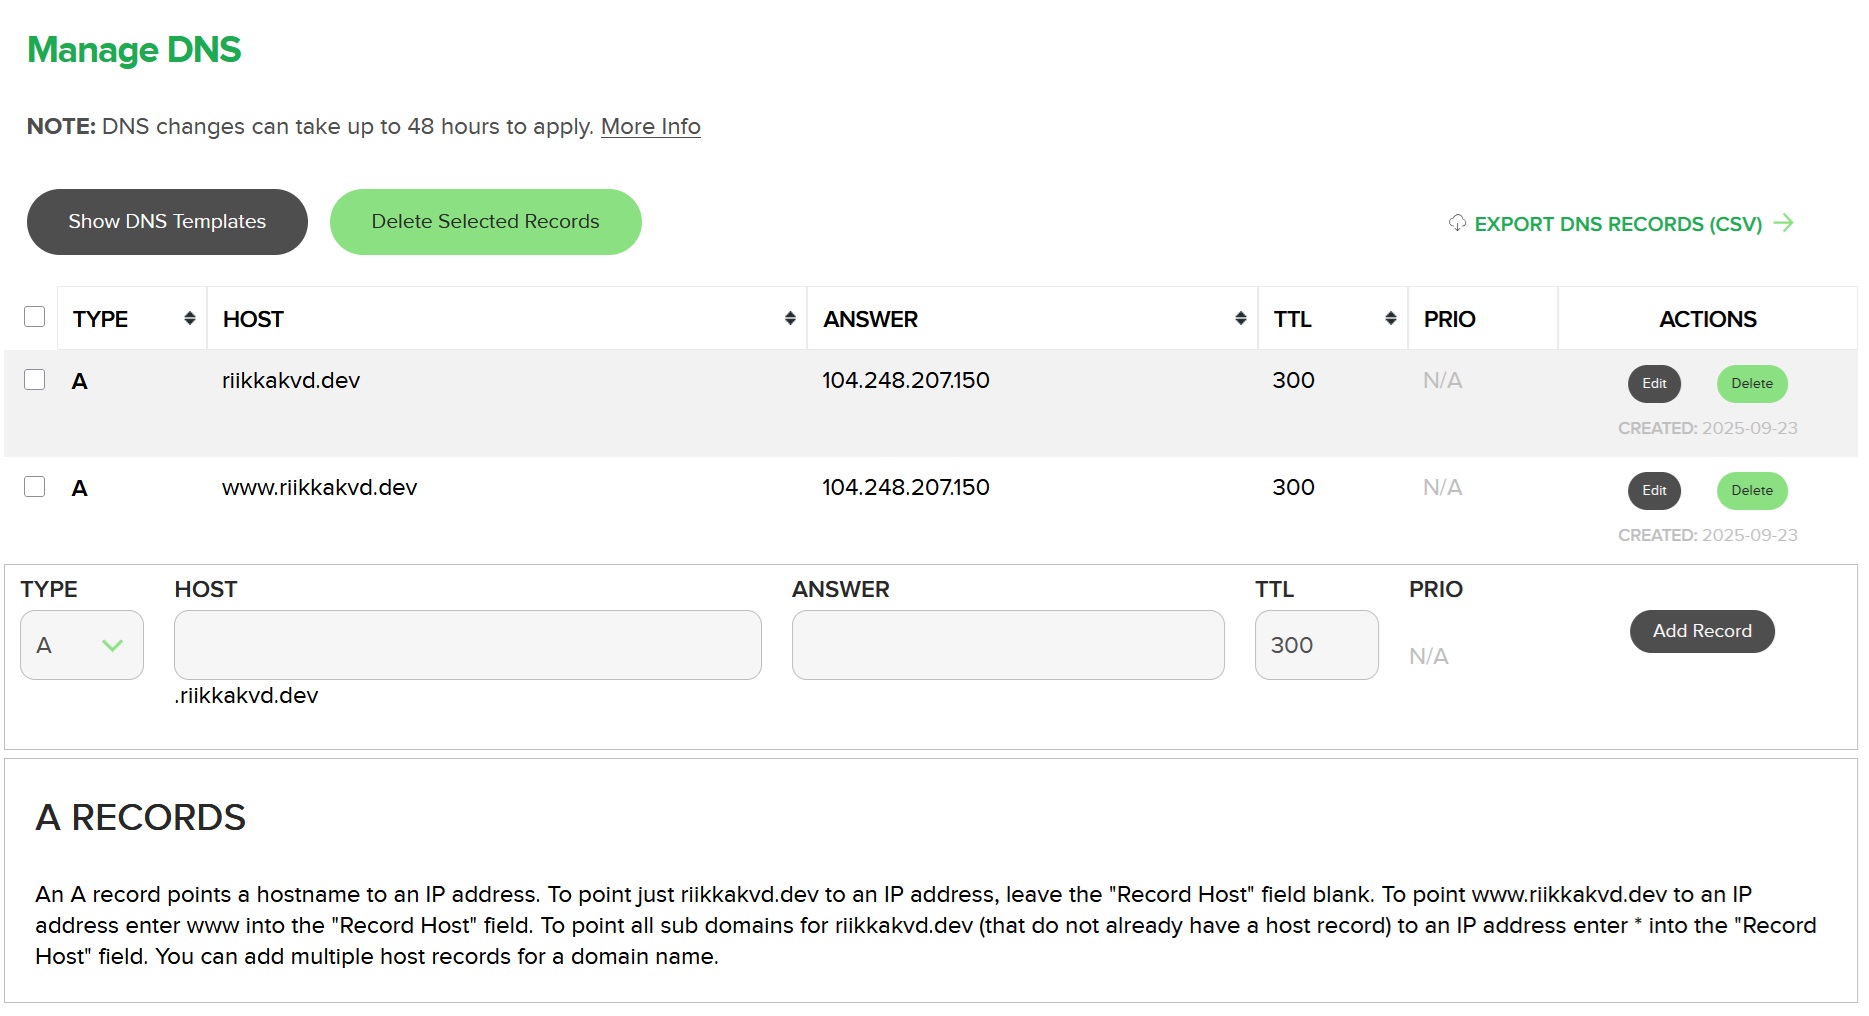 Manage DNS
NOTE: DNS changes can take up to 48 hours to apply. More Info
Show DNS Templates
Delete Selected Records
EXPORT DNS RECORDS (CSV)
TYPE HOST ANSWER TTL PRIO ACTIONS
A riikkakvd.dev 104.248.207.150 300 N/A Edit Delete
CREATED: 2025-09-23
A www.riikkakvd.dev 104.248.207.150 300 N/A Edit Delete
CREATED: 2025-09-23
TYPE HOST ANSWER TTL PRIO
A 300 N/A Add Record
.riikkakvd.dev
A RECORDS
An A record points a hostname to an IP address. To point just riikkakvd.dev to an IP address, leave the "Record Host" field blank. To point www.riikkakvd.dev to an IP
address enter www into the "Record Host" field. To point all sub domains for riikkakvd.dev (that do not already have a host record) to an IP address enter * into the "Record
Host" field. You can add multiple host records for a domain name.